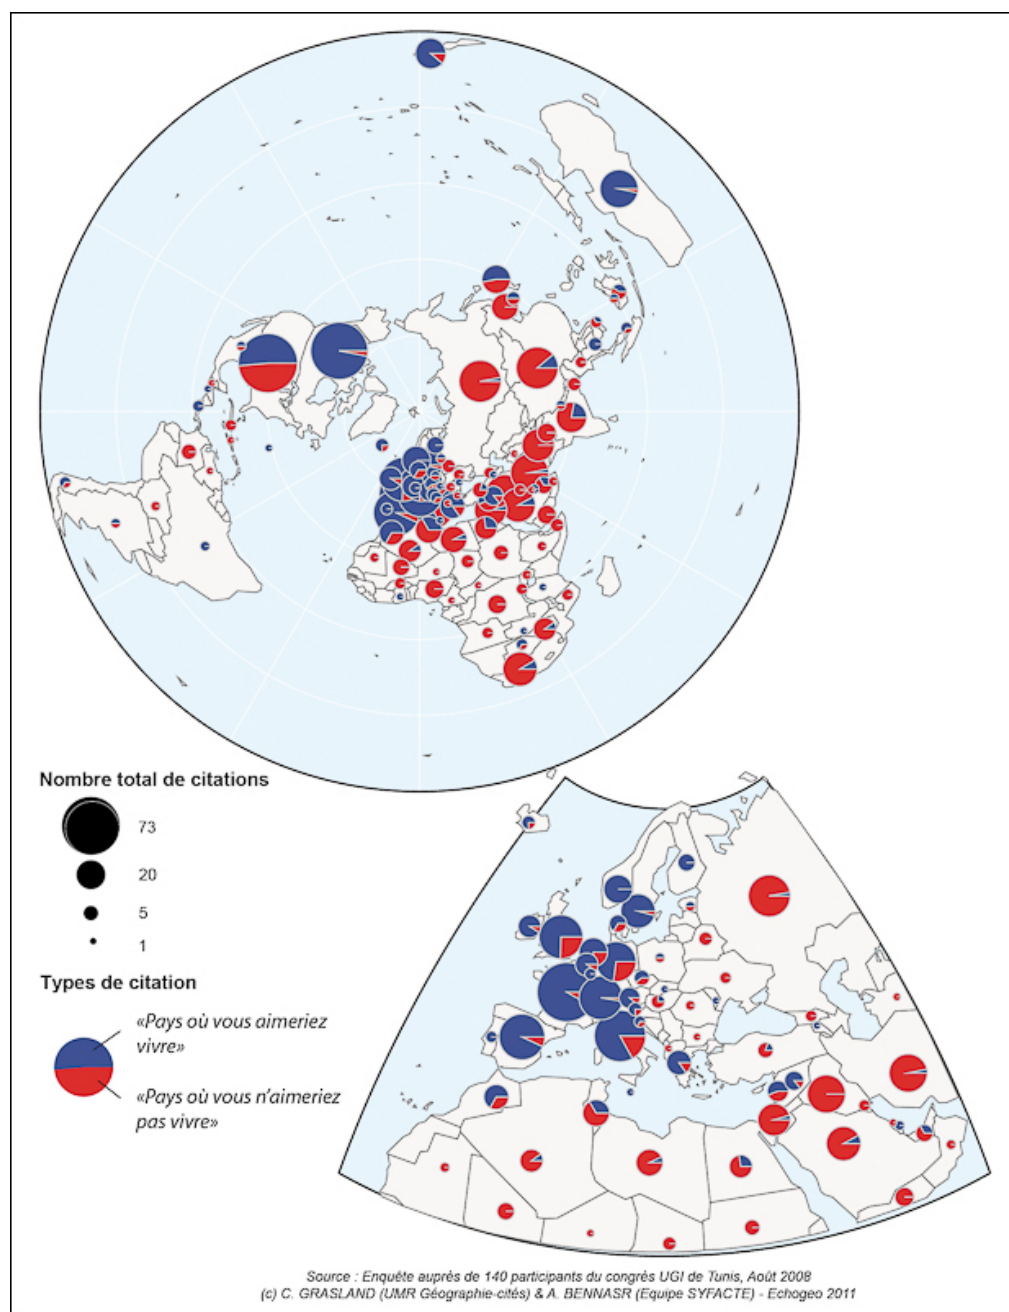 Nombre total de citations
73
20
5
1
Types de citation
«Pays où vous aimeriez
vivre»
«Pays où vous n'aimeriez
pas vivre»
Source : Enquête auprès de 140 participants du congrès UGI de Tunis, Août 2008
(c) C. GRASLAND (UMR Géographie-cités) & A. BENNASR (Equipe SYFACTE) - Echogeo 2011